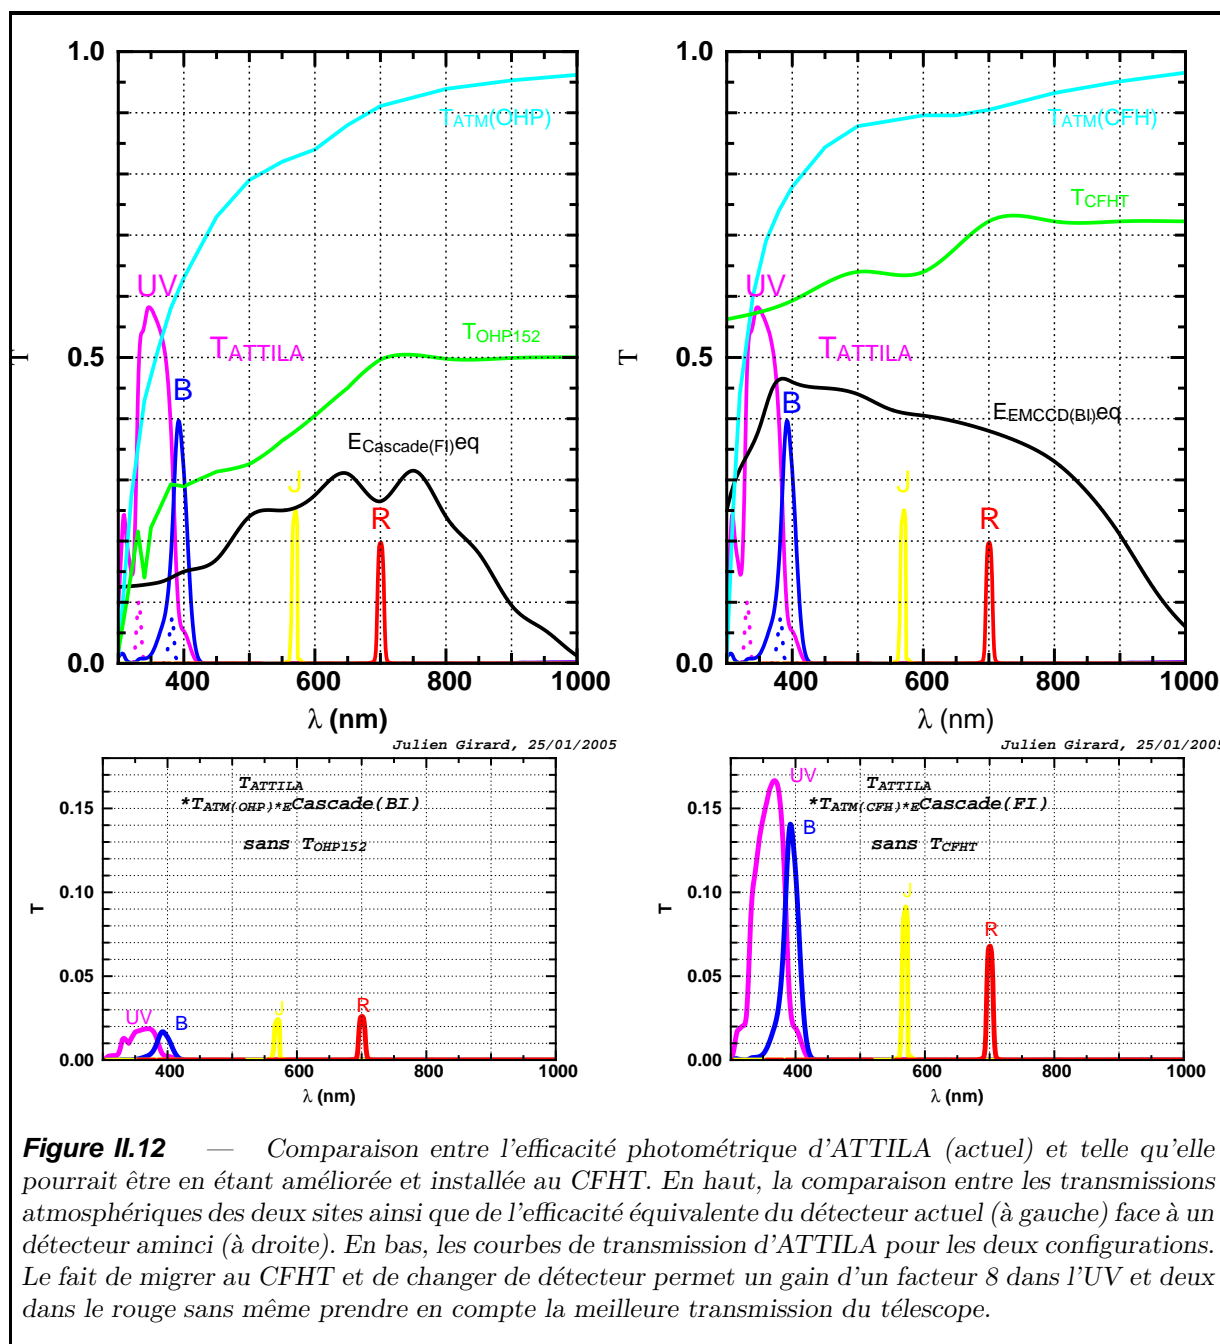 1.0
TATM(OHP)
UV
TOHP152
T
0.5
TATTILA
B
ECascade(FI)eq
J
R
0.0
400 600 800 1000
λ (nm)
1.0
TATM(CFH)
TCFHT
UV
T
0.5
TATTILA
B
EEMCCD(BI)eq
J
R
0.0
400 600 800 1000
λ (nm)
Julien Girard, 25/01/2005
TATTILA
*TATM(OHP)*ECascade(BI)
sans TOHP152
0.15
0.10
T
0.05
UV
B
J
R
0.00
400 600 800 1000
λ (nm)
Julien Girard, 25/01/2005
TATTILA
*TATM(CFH)*ECascade(FI)
sans TCFHT
UV
0.15
B
0.10
J
T
R
0.05
0.00
400 600 800 1000
λ (nm)
Figure II.12 — Comparaison entre l'efficacité photométrique d'ATTILA (actuel) et telle qu'elle
pourrait être en étant améliorée et installée au CFHT. En haut, la comparaison entre les transmissions
atmosphériques des deux sites ainsi que de l'efficacité équivalente du détecteur actuel (à gauche) face à un
détecteur aminci (à droite). En bas, les courbes de transmission d'ATTILA pour les deux configurations.
Le fait de migrer au CFHT et de changer de détecteur permet un gain d'un facteur 8 dans l'UV et deux
dans le rouge sans même prendre en compte la meilleure transmission du télescope.